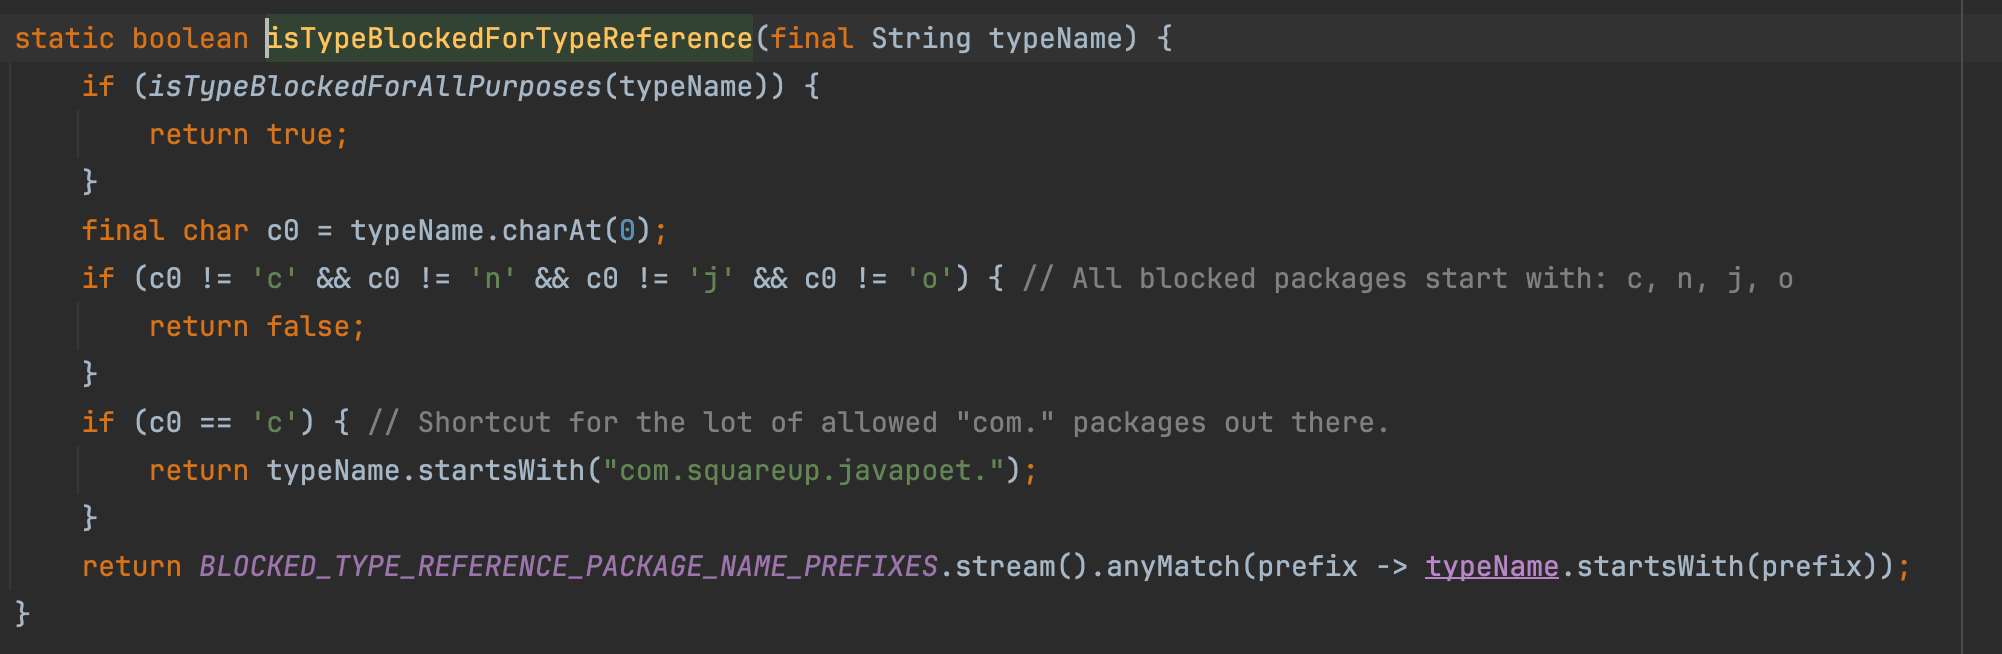 static boolean isTypeBlockedForTypeReference(final String typeName) {
    if (isTypeBlockedForAllPurposes(typeName)) {
        return true;
    }
    final char c0 = typeName.charAt(0);
    if (c0 != 'c' && c0 != 'n' && c0 != 'j' && c0 != 'o') { // All blocked packages start with: c, n, j, o
        return false;
    }
    if (c0 == 'c') { // Shortcut for the lot of allowed "com." packages out there.
        return typeName.startsWith("com.squareup.javapoet.");
    }
    return BLOCKED_TYPE_REFERENCE_PACKAGE_NAME_PREFIXES.stream().anyMatch(prefix -> typeName.startsWith(prefix));
}